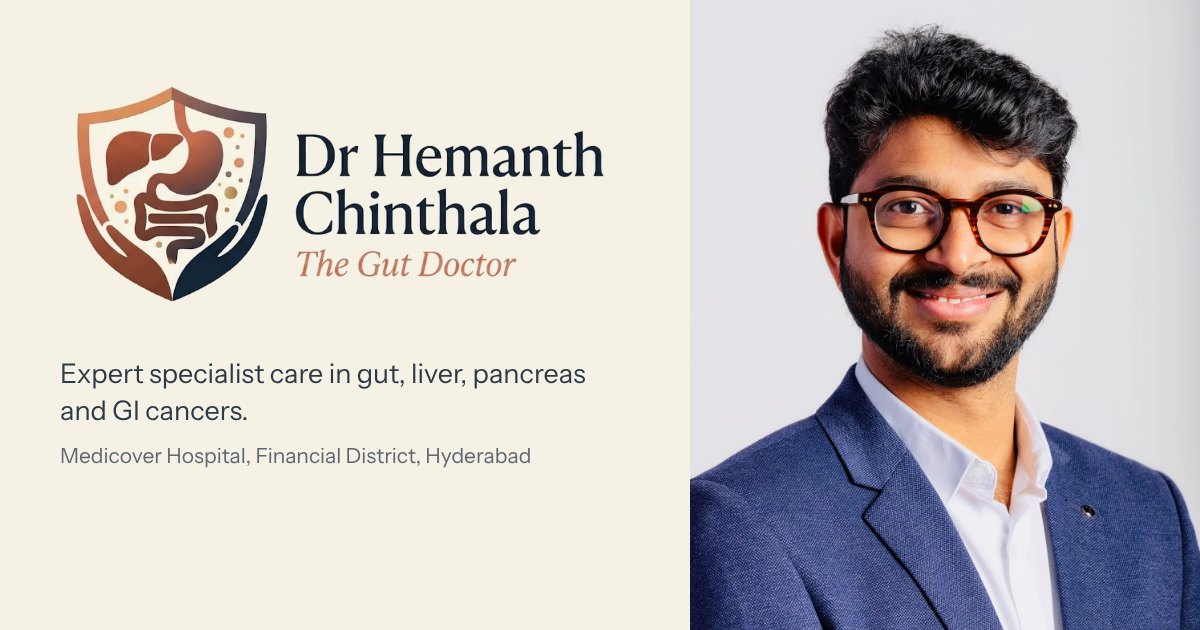 Dr Hemanth
Chinthala
The Gut Doctor
Expert specialist care in gut, liver, pancreas
and GI cancers.
Medicover Hospital, Financial District, Hyderabad